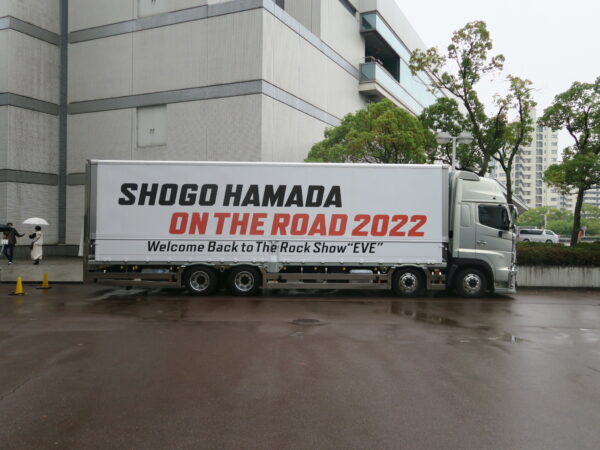 SHOGO HAMADA
ON THE ROAD 2022
Welcome Back to The Rock Show "EVE"